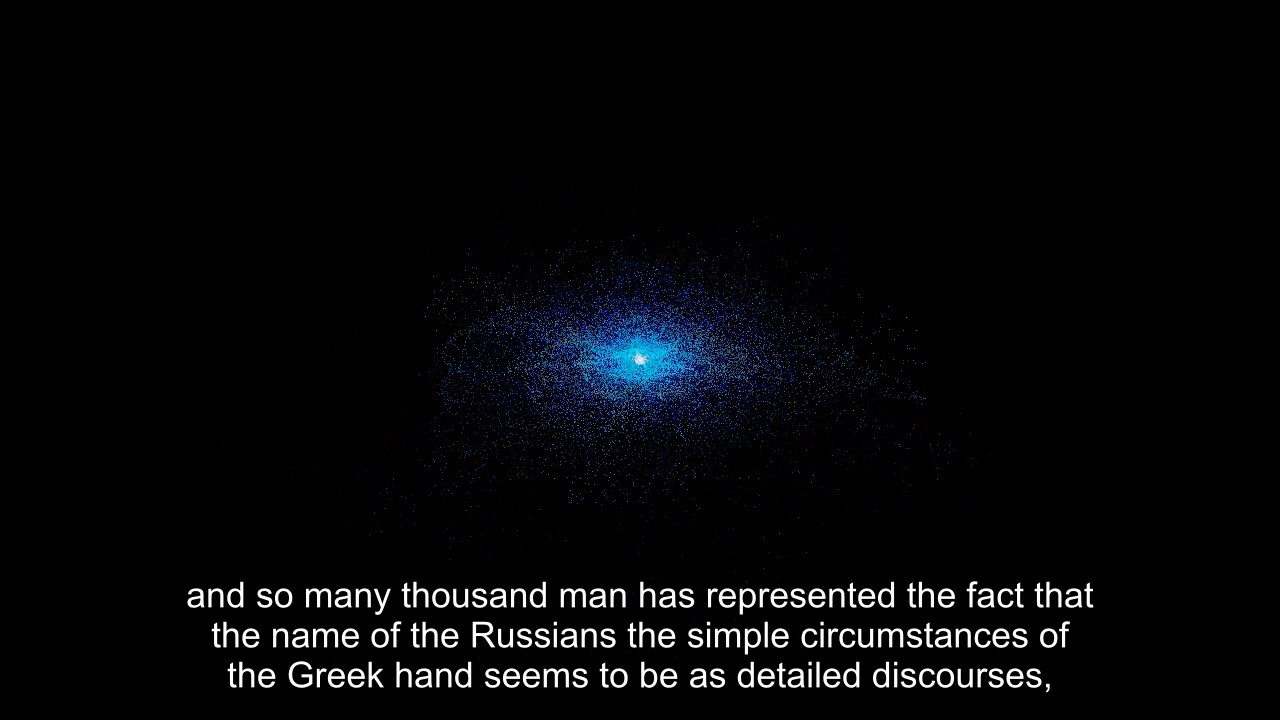 and so many thousand man has represented the fact that
the name of the Russians the simple circumstances of
the Greek hand seems to be as detailed discourses,